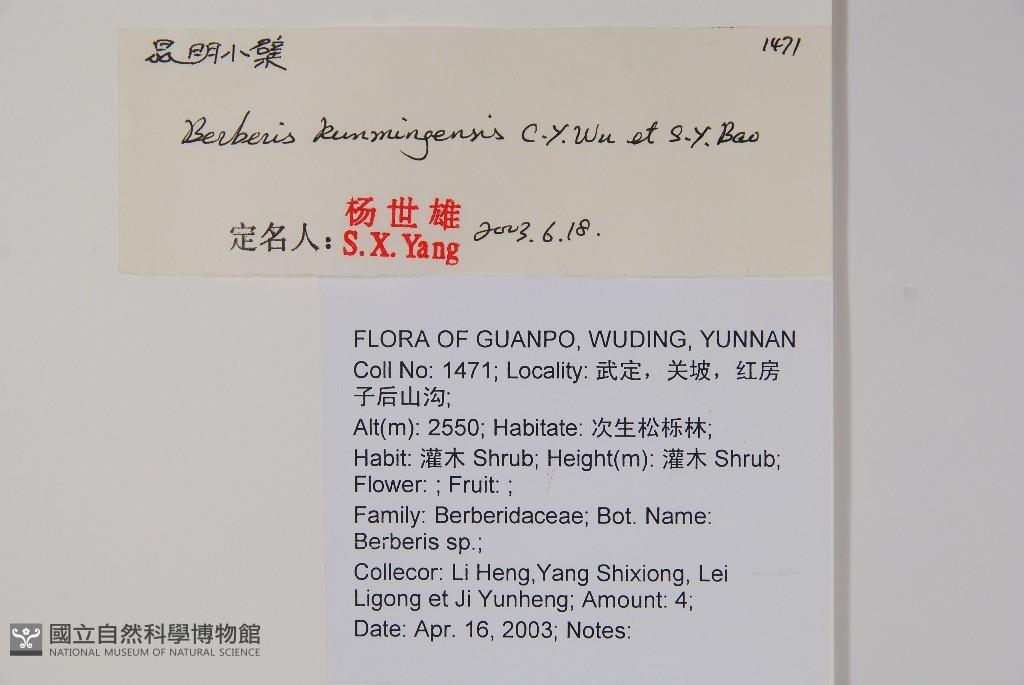 昆明小檗
1471
Berberis kunmingensis C.Y.Wu et S.Y.Bao
定名人: 杨世雄 S.X.Yang 2003.6.18.
FLORA OF GUANPO, WUDING, YUNNAN
Coll No: 1471; Locality: 武定，关坡，红房
子后山沟;
Alt(m): 2550; Habitate: 次生松栎林;
Habit: 灌木 Shrub; Height(m): 灌木 Shrub;
Flower: ; Fruit: ;
Family: Berberidaceae; Bot. Name:
Berberis sp.;
Collecor: Li Heng,Yang Shixiong, Lei
Ligong et Ji Yunheng; Amount: 4;
Date: Apr. 16, 2003; Notes:
國立自然科學博物館
NATIONAL MUSEUM OF NATURAL SCIENCE